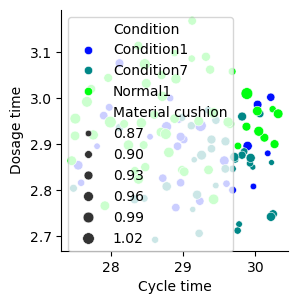 Condition
Condition1
Condition7
Normal1
Material cushion
0.87
0.90
0.93
0.96
0.99
1.02
Dosage time
3.1
3.0
2.9
2.8
2.7
28
29
30
Cycle time